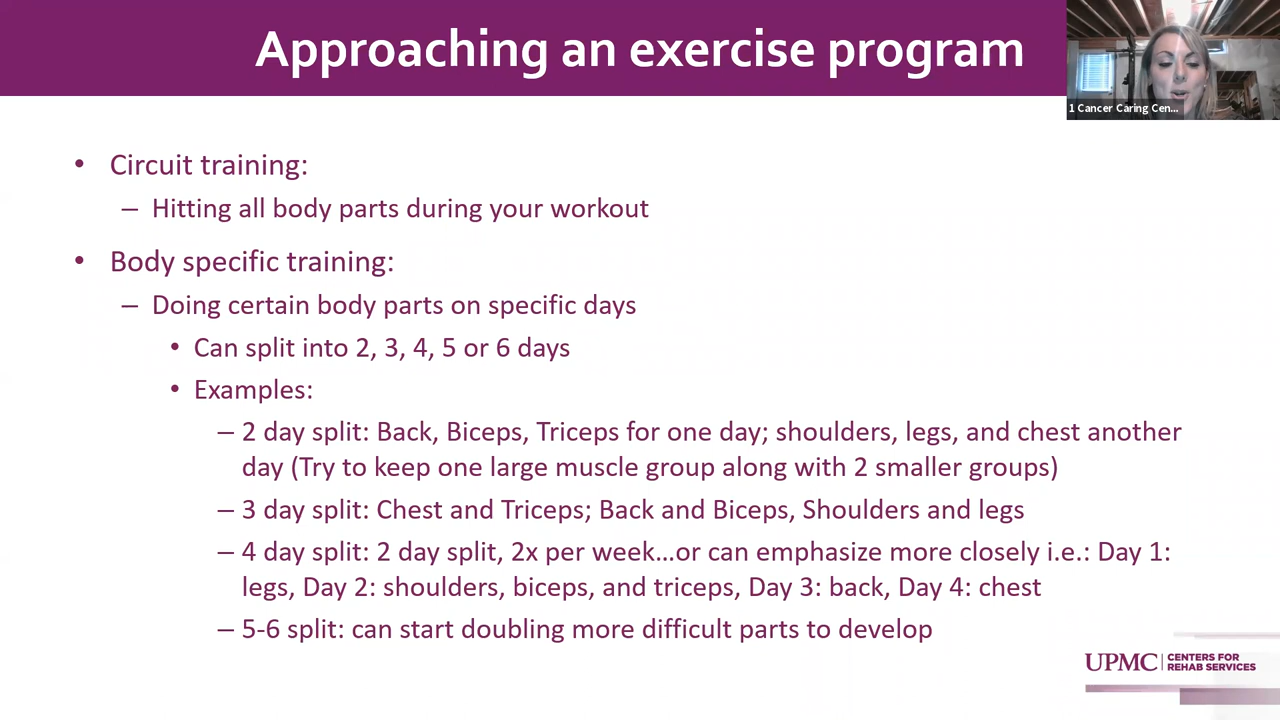 Approaching an exercise program
1 Cancer Caring Cen...
• Circuit training:
– Hitting all body parts during your workout
• Body specific training:
– Doing certain body parts on specific days
• Can split into 2, 3, 4, 5 or 6 days
• Examples:
– 2 day split: Back, Biceps, Triceps for one day; shoulders, legs, and chest another
day (Try to keep one large muscle group along with 2 smaller groups)
– 3 day split: Chest and Triceps; Back and Biceps, Shoulders and legs
– 4 day split: 2 day split, 2x per week...or can emphasize more closely i.e.: Day 1:
legs, Day 2: shoulders, biceps, and triceps, Day 3: back, Day 4: chest
– 5-6 split: can start doubling more difficult parts to develop
UPMC | CENTERS FOR
REHAB SERVICES